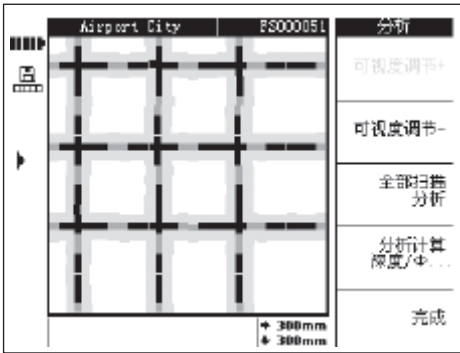 Airport City
FS000051
分析
可视度调节+
可视度调节-
全部扫描
分析
分析计算
深度/Φ...
完成
→ 300mm
↓ 300mm